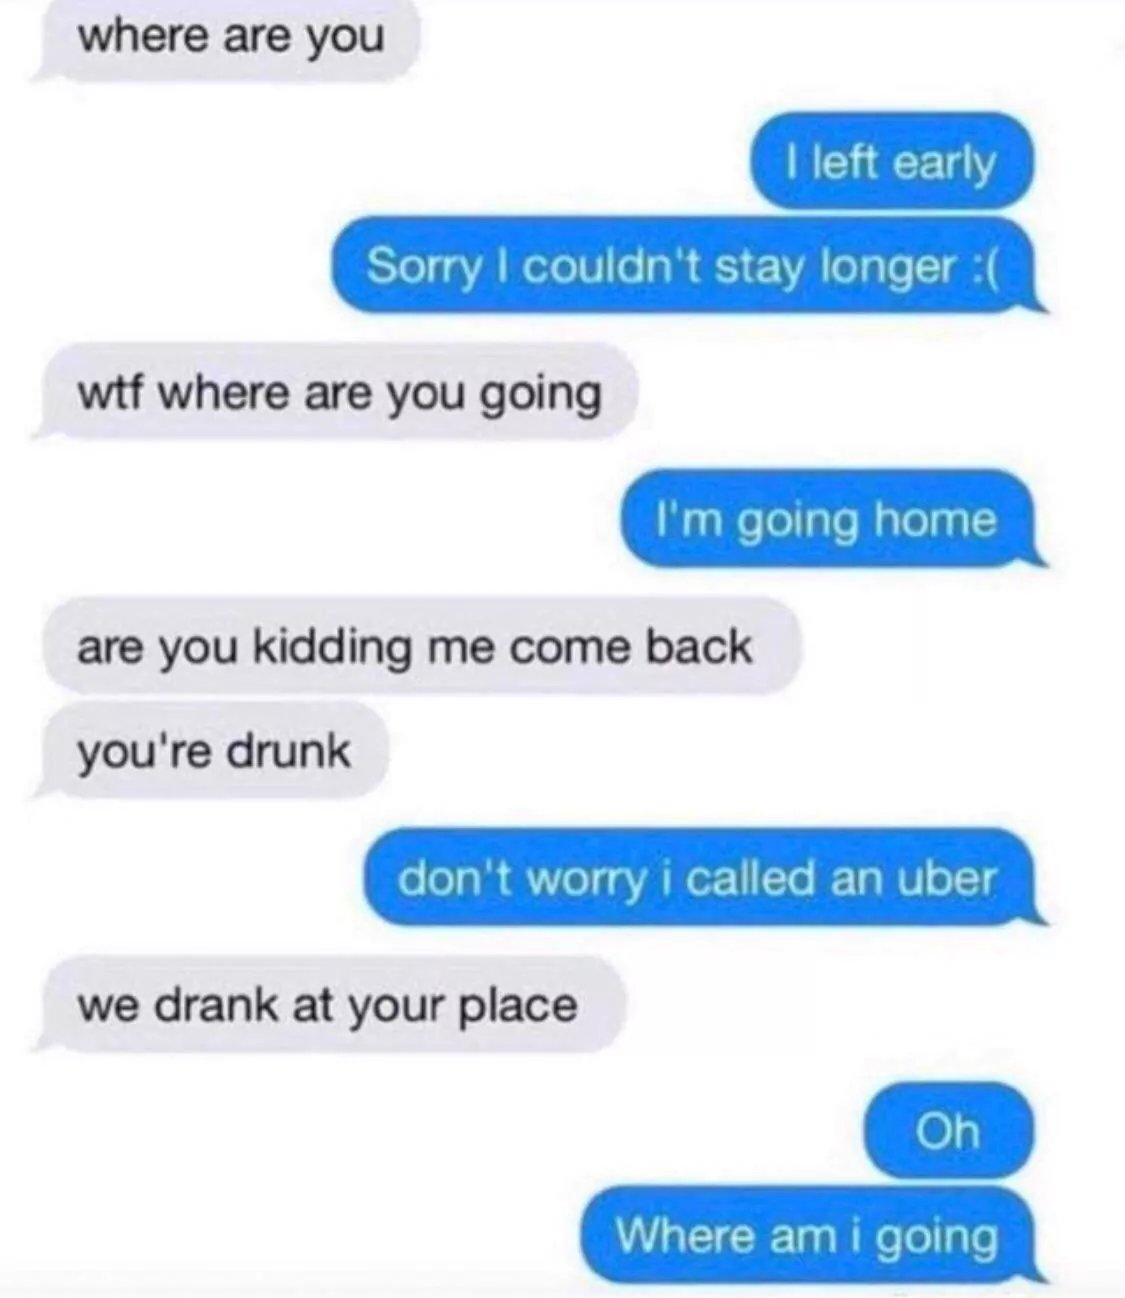 where are you
I left early
Sorry I couldn't stay longer :(
wtf where are you going
I'm going home
are you kidding me come back
you're drunk
don't worry i called an uber
we drank at your place
Oh
Where am i going